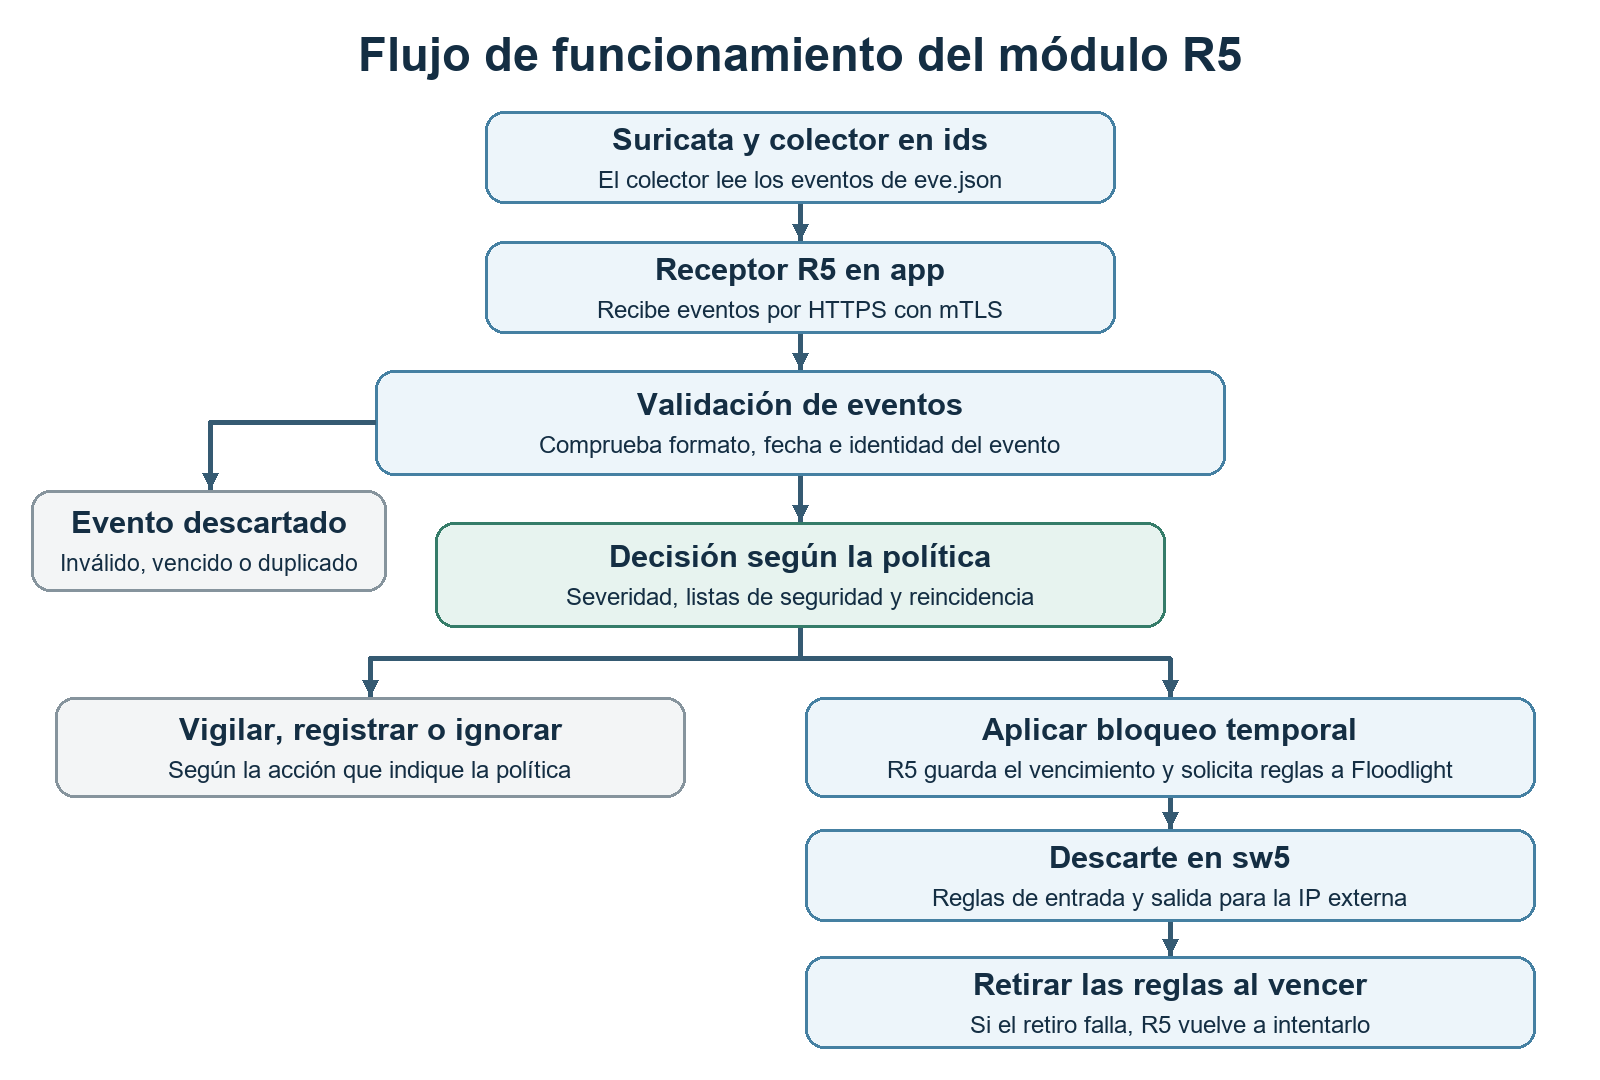 Flujo de funcionamiento del módulo R5
Suricata y colector en ids
El colector lee los eventos de eve.json
Receptor R5 en app
Recibe eventos por HTTPS con mTLS
Validación de eventos
Comprueba formato, fecha e identidad del evento
Evento descartado
Inválido, vencido o duplicado
Decisión según la política
Severidad, listas de seguridad y reincidencia
Vigilar, registrar o ignorar
Según la acción que indique la política
Aplicar bloqueo temporal
R5 guarda el vencimiento y solicita reglas a Floodlight
Descarte en sw5
Reglas de entrada y salida para la IP externa
Retirar las reglas al vencer
Si el retiro falla, R5 vuelve a intentarlo